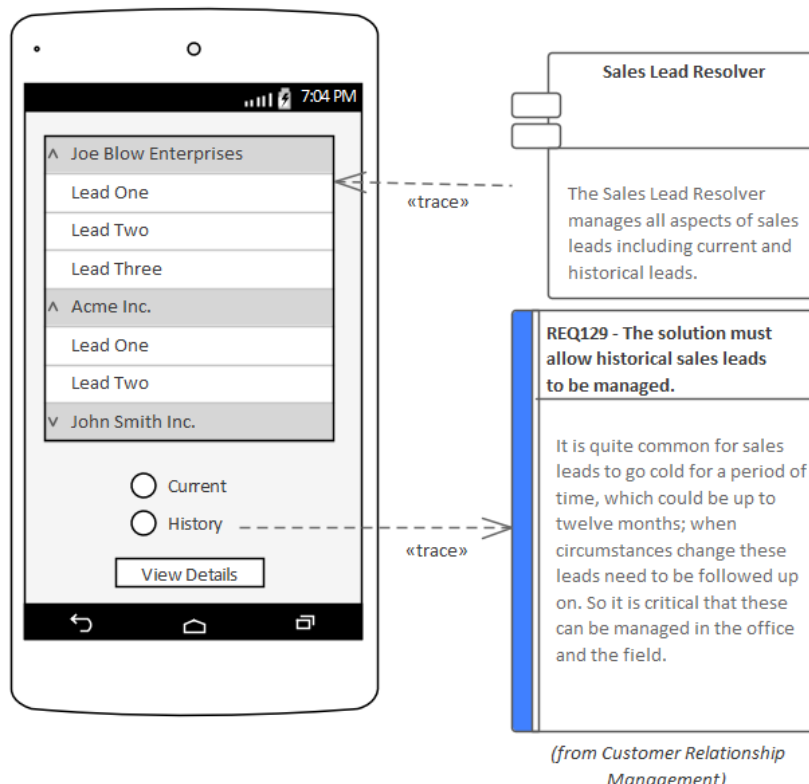 7:04 PM
Joe Blow Enterprises
Lead One
Lead Two
Lead Three
Acme Inc.
Lead One
Lead Two
John Smith Inc.
Current
History
View Details
«trace»
«trace»
Sales Lead Resolver
The Sales Lead Resolver
manages all aspects of sales
leads including current and
historical leads.
REQ129 - The solution must
allow historical sales leads
to be managed.
It is quite common for sales
leads to go cold for a period of
time, which could be up to
twelve months; when
circumstances change these
leads need to be followed up
on. So it is critical that these
can be managed in the office
and the field.
(from Customer Relationship
Management)